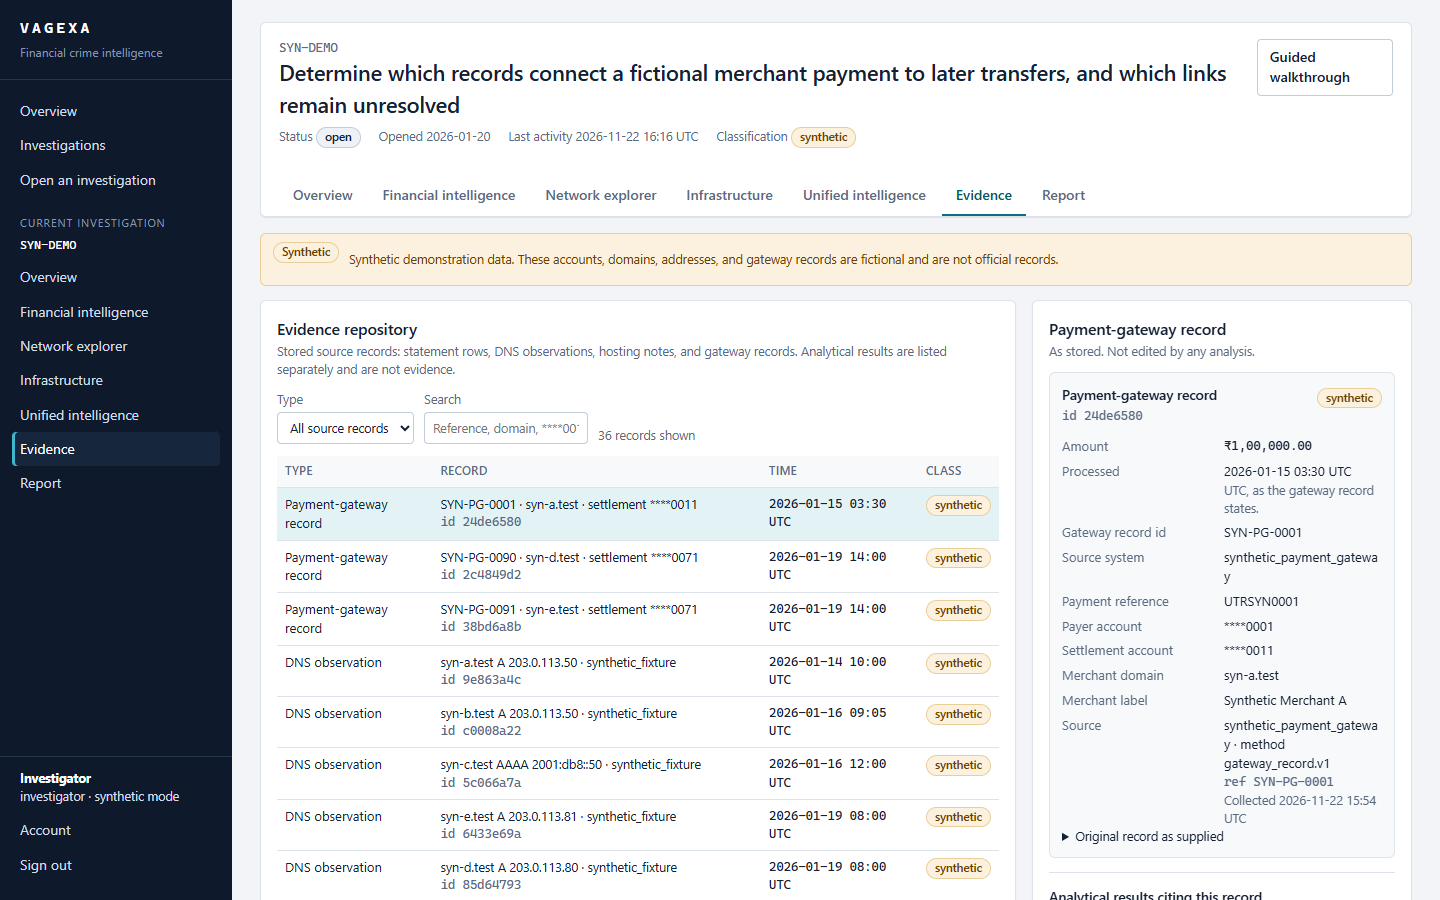 VAGEXA
Financial crime intelligence
Overview
Investigations
Open an investigation
CURRENT INVESTIGATION
SYN-DEMO
Overview
Financial intelligence
Network explorer
Infrastructure
Unified intelligence
Evidence
Report
Investigator
investigator · synthetic mode
Account
Sign out
SYN-DEMO
Determine which records connect a fictional merchant payment to later transfers, and which links
remain unresolved
Guided
walkthrough
Status open Opened 2026-01-20 Last activity 2026-11-22 16:16 UTC Classification synthetic
Overview Financial intelligence Network explorer Infrastructure Unified intelligence Evidence Report
Synthetic Synthetic demonstration data. These accounts, domains, addresses, and gateway records are fictional and are not official records.
Evidence repository
Stored source records: statement rows, DNS observations, hosting notes, and gateway records. Analytical results are listed
separately and are not evidence.
Type Search
All source records Reference, domain, ****00 36 records shown
TYPE RECORD TIME CLASS
Payment-gateway SYN-PG-0001 · syn-a.test · settlement ****0011 2026-01-15 03:30 synthetic
record id 24de6580 UTC
Payment-gateway SYN-PG-0090 · syn-d.test · settlement ****0071 2026-01-19 14:00 synthetic
record id 2c4849d2 UTC
Payment-gateway SYN-PG-0091 · syn-e.test · settlement ****0071 2026-01-19 14:00 synthetic
record id 38bd6a8b UTC
DNS observation syn-a.test A 203.0.113.50 · synthetic_fixture 2026-01-14 10:00 synthetic
id 9e863a4c UTC
DNS observation syn-b.test A 203.0.113.50 · synthetic_fixture 2026-01-16 09:05 synthetic
id c0008a22 UTC
DNS observation syn-c.test AAAA 2001:db8::50 · synthetic_fixture 2026-01-16 12:00 synthetic
id 5c066a7a UTC
DNS observation syn-e.test A 203.0.113.81 · synthetic_fixture 2026-01-19 08:00 synthetic
id 6433e69a UTC
DNS observation syn-d.test A 203.0.113.80 · synthetic_fixture 2026-01-19 08:00 synthetic
id 85d64793 UTC
Payment-gateway record
As stored. Not edited by any analysis.
Payment-gateway record synthetic
id 24de6580
Amount ₹1,00,000.00
Processed 2026-01-15 03:30 UTC
UTC, as the gateway record
states.
Gateway record id SYN-PG-0001
Source system synthetic_payment_gatewa
y
Payment reference UTRSYN0001
Payer account ****0001
Settlement account ****0011
Merchant domain syn-a.test
Merchant label Synthetic Merchant A
Source synthetic_payment_gatewa
y · method
gateway_record.v1
ref SYN-PG-0001
Collected 2026-11-22 15:54
UTC
Original record as supplied
Analytical results citing this record